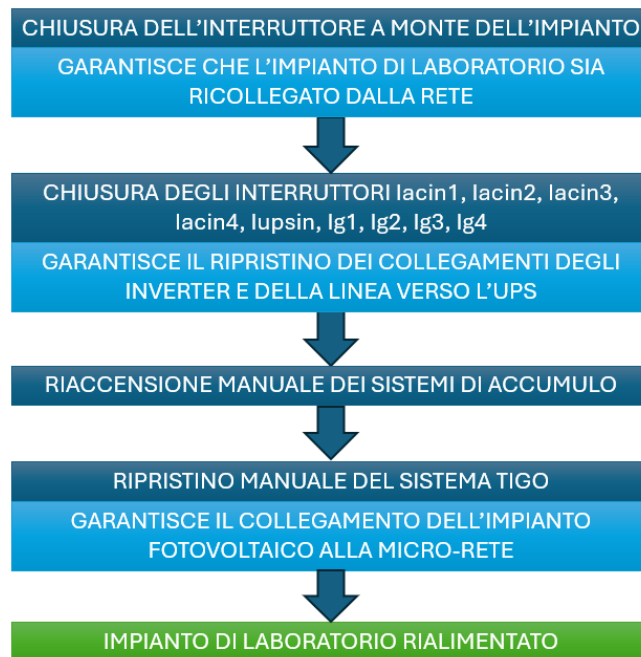 CHIUSURA DELL'INTERRUTTORE A MONTE DELL'IMPIANTO
GARANTISCE CHE L'IMPIANTO DI LABORATORIO SIA
RICOLLEGATO DALLA RETE
CHIUSURA DEGLI INTERRUTTORI Iacin1, Iacin2, Iacin3,
Iacin4, Iupsin, Ig1, Ig2, Ig3, Ig4
GARANTISCE IL RIPRISTINO DEI COLLEGAMENTI DEGLI
INVERTER E DELLA LINEA VERSO L'UPS
RIACCENSIONE MANUALE DEI SISTEMI DI ACCUMULO
RIPRISTINO MANUALE DEL SISTEMA TIGO
GARANTISCE IL COLLEGAMENTO DELL'IMPIANTO
FOTOVOLTAICO ALLA MICRO-RETE
IMPIANTO DI LABORATORIO RIALIMENTATO